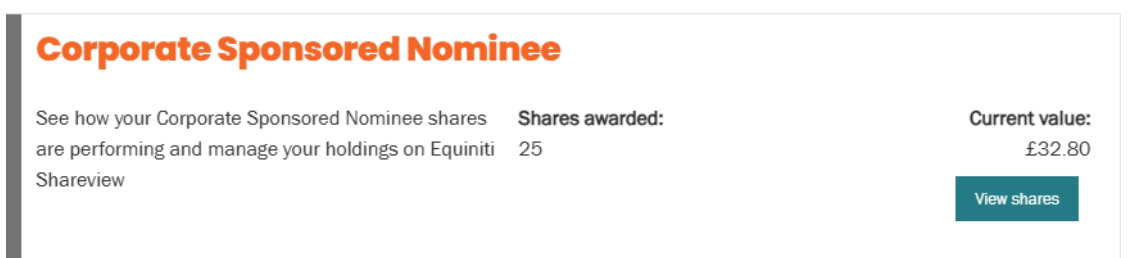 Corporate Sponsored Nominee
See how your Corporate Sponsored Nominee shares
are performing and manage your holdings on Equiniti
Shareview
Shares awarded:
25
Current value:
£32.80
View shares